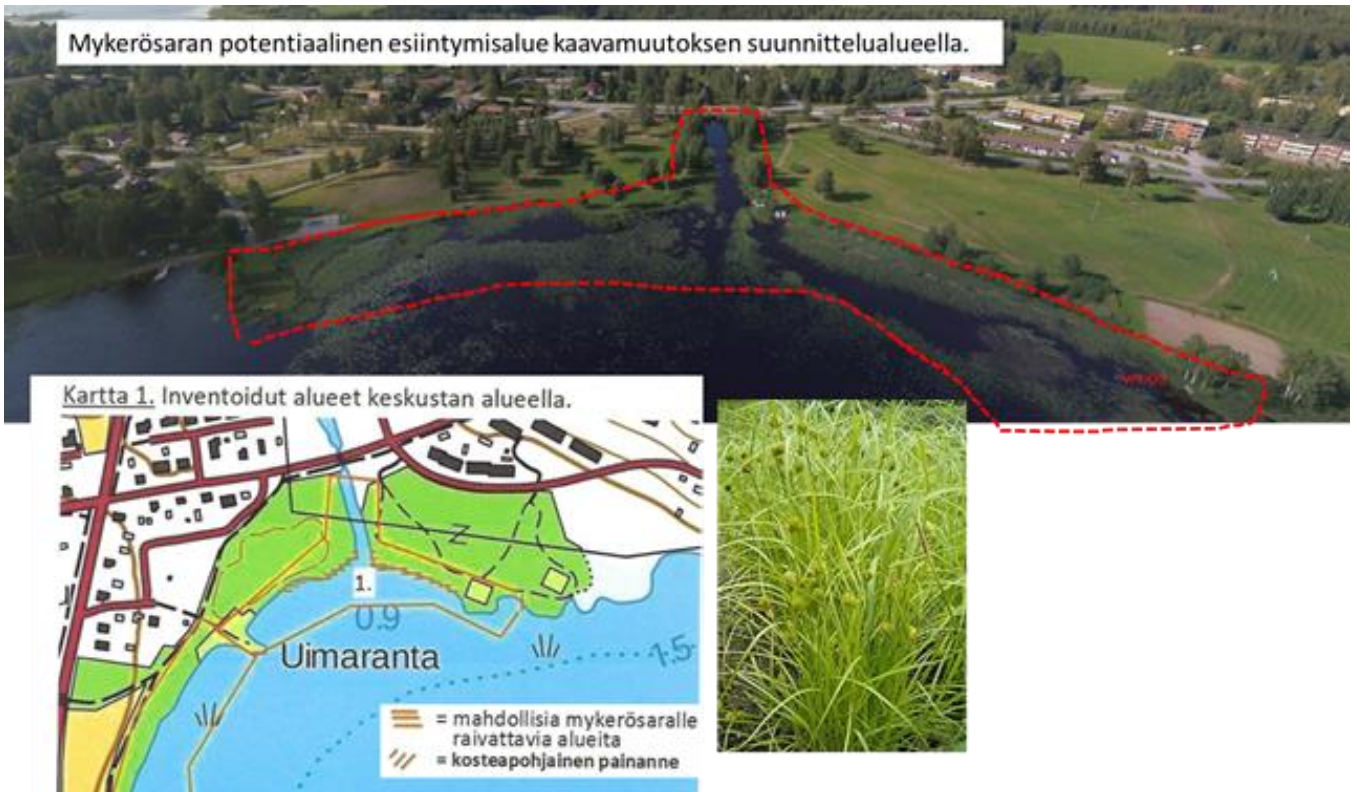 Mykerösaran potentiaalinen esiintymisalue kaavamuutoksen suunnittelualueella.
Kartta 1. Inventoidut alueet keskustan alueella.
1.
0.9
Uimaranta
1.5
= mahdollisia mykerösaralle
raivattavia alueita
= kosteapohjainen painanne